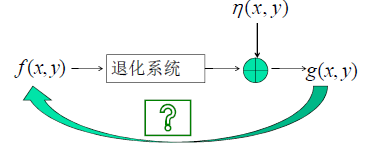 η(x, y)
f(x, y) 退化系统 g(x, y)
?